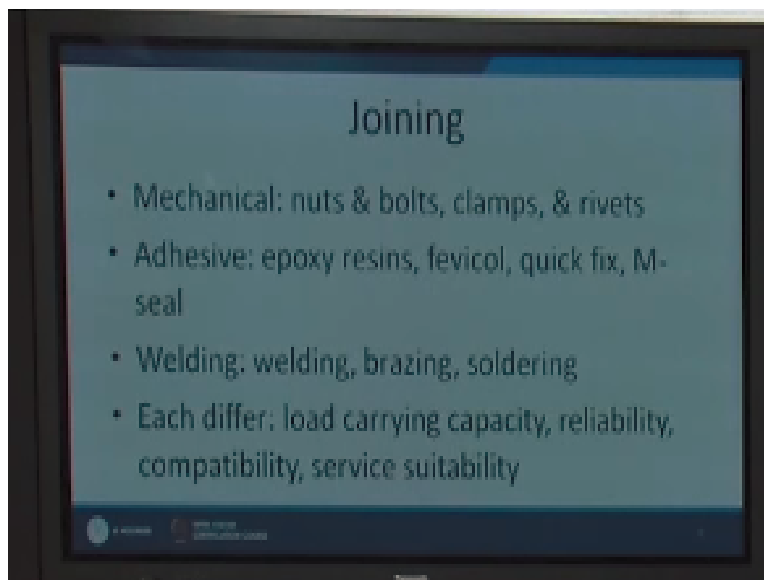 Joining
• Mechanical: nuts & bolts, clamps, & rivets
• Adhesive: epoxy resins, fevicol, quick fix, M-
seal
• Welding: welding, brazing, soldering
• Each differ: load carrying capacity, reliability,
compatibility, service suitability